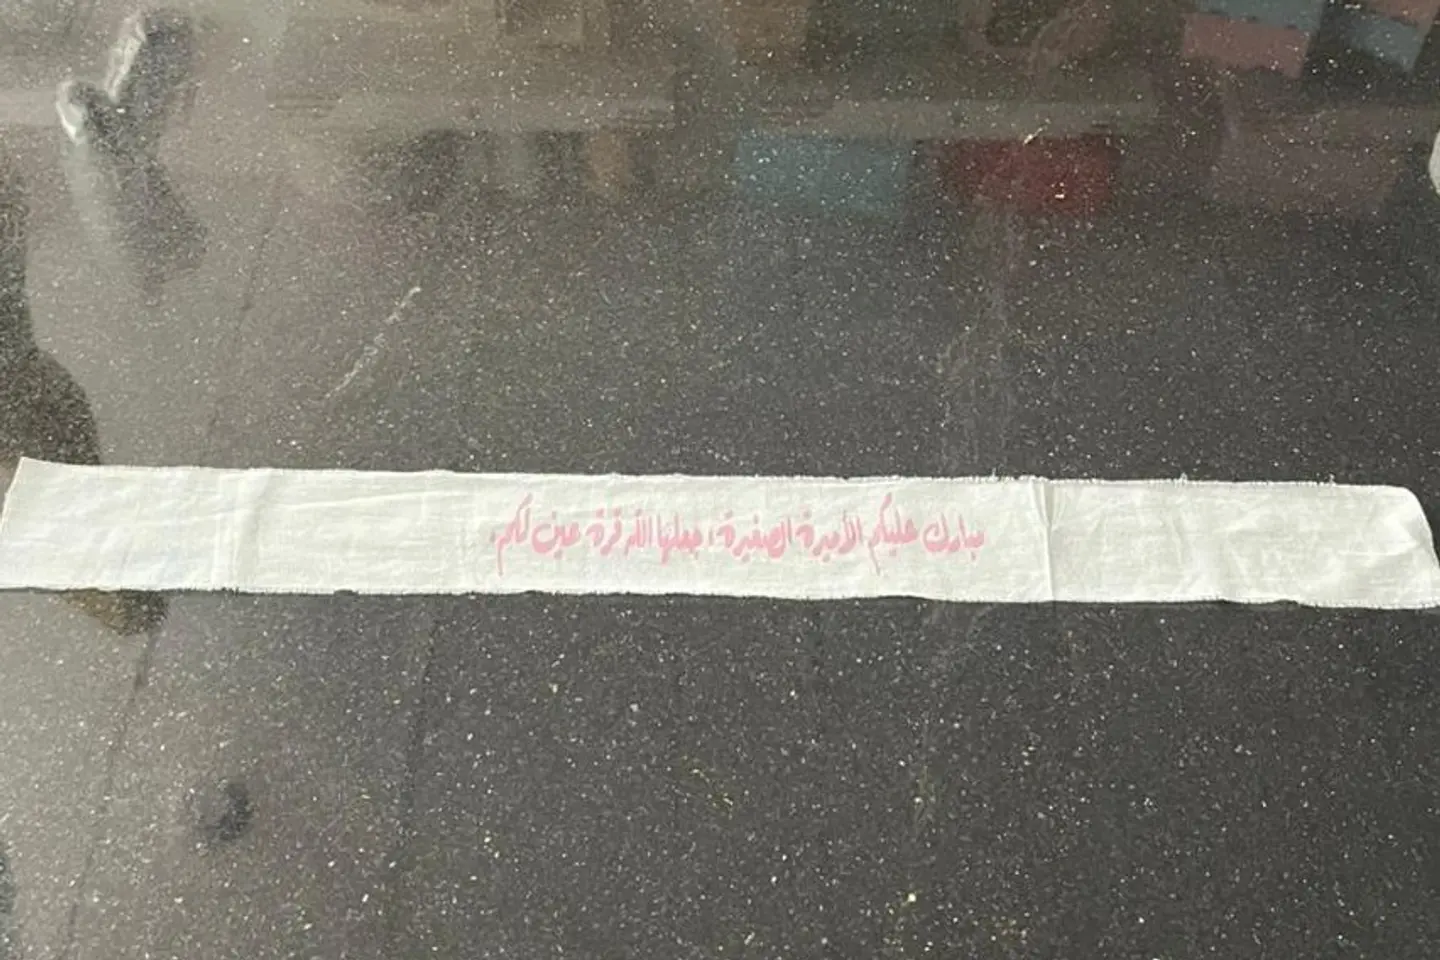 مبارك عليكم الأميرة الصغيرة، جعلها الله قرة عين لكم.